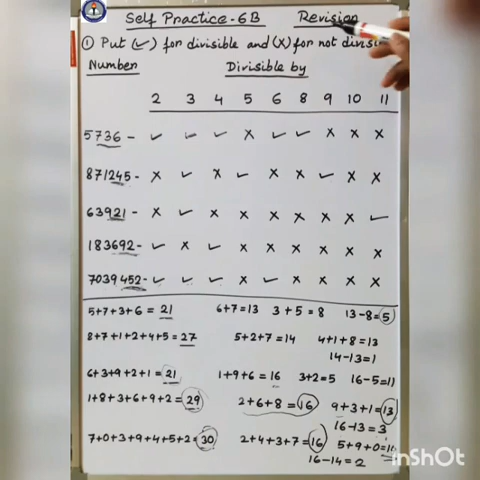 Self Practice-6B Revision
① Put (✓) for divisible and (X) for not divisi
Number Divisible by
2 3 4 5 6 8 9 10 11
5736 - ✓ ✓ ✓ X ✓ ✓ X X X
871245 - X ✓ X ✓ X X ✓ X X
63921 - X ✓ X X X X X X ✓
183692 - ✓ X ✓ X X X X X X
7039452 - ✓ ✓ ✓ X ✓ X X X X
5+7+3+6 = 21 6+7=13 3+5=8 13-8=5
8+7+1+2+4+5=27 5+2+7=14 4+1+8=13
14-13=1
6+3+9+2+1=21 1+9+6=16 3+2=5 16-5=11
1+8+3+6+9+2=29 2+6+8=16 9+3+1=13
16-13=3
7+0+3+9+4+5+2=30 2+4+3+7=16 5+9+0=
16-14=2
InShOt